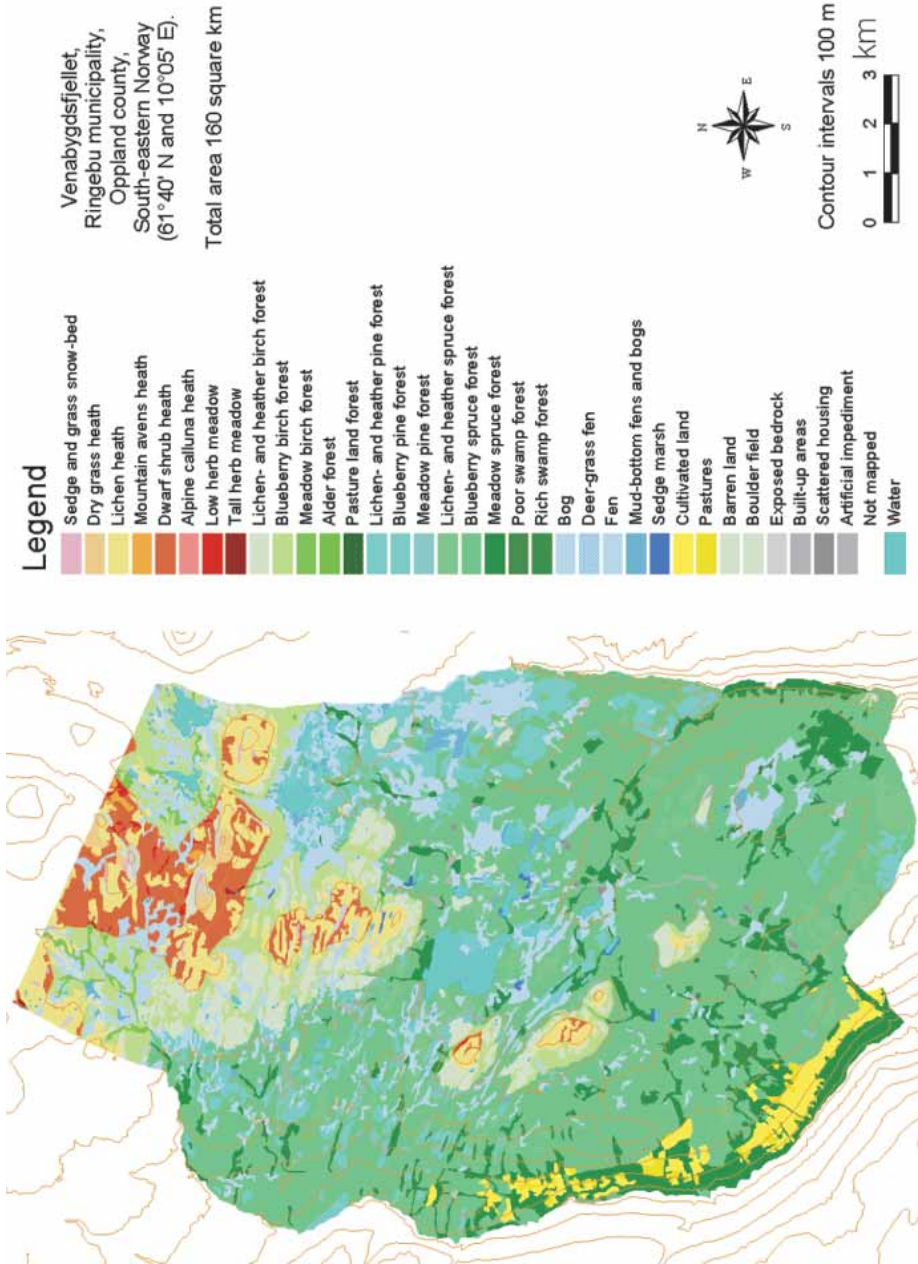 Venabygdsfjellet,
Ringebu municipality,
Oppland county,
South-eastern Norway
(61°40' N and 10°05' E).
Total area 160 square km
Legend
Sedge and grass snow-bed
Dry grass heath
Lichen heath
Mountain avens heath
Dwarf shrub heath
Alpine calluna heath
Low herb meadow
Tall herb meadow
Lichen- and heather birch forest
Blueberry birch forest
Meadow birch forest
Alder forest
Pasture land forest
Lichen- and heather pine forest
Blueberry pine forest
Meadow pine forest
Lichen- and heather spruce forest
Blueberry spruce forest
Meadow spruce forest
Poor swamp forest
Rich swamp forest
Bog
Deer-grass fen
Fen
Mud-bottom fens and bogs
Sedge marsh
Cultivated land
Pastures
Barren land
Boulder field
Exposed bedrock
Built-up areas
Scattered housing
Artificial impediment
Not mapped
Water
N
W E
S
Contour intervals 100 m
0 1 2 3 km